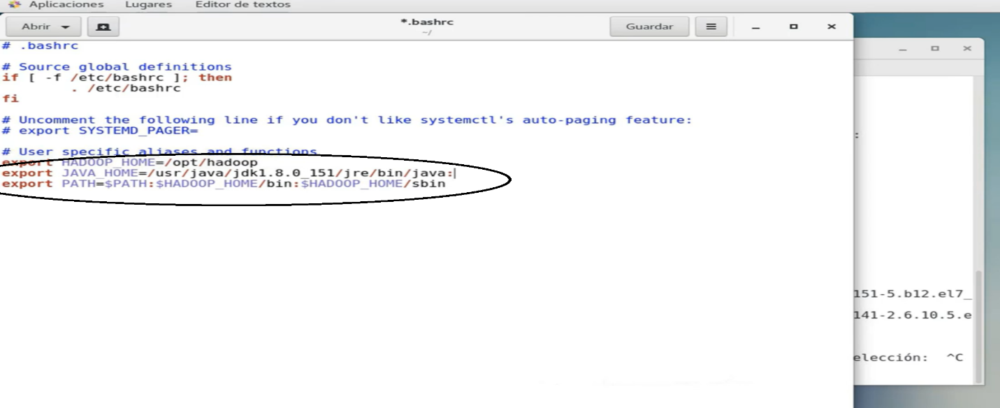 Aplicaciones Lugares Editor de textos
Abrir
*.bashrc
~/
Guardar
# .bashrc
# Source global definitions
if [ -f /etc/bashrc ]; then
. /etc/bashrc
fi
# Uncomment the following line if you don't like systemctl's auto-paging feature:
# export SYSTEMD_PAGER=
# User specific aliases and functions
export HADOOP_HOME=/opt/hadoop
export JAVA_HOME=/usr/java/jdk1.8.0_151/jre/bin/java:
export PATH=$PATH:$HADOOP_HOME/bin:$HADOOP_HOME/sbin
:
151-5.b12.el7_
141-2.6.10.5.e
elección: ^C